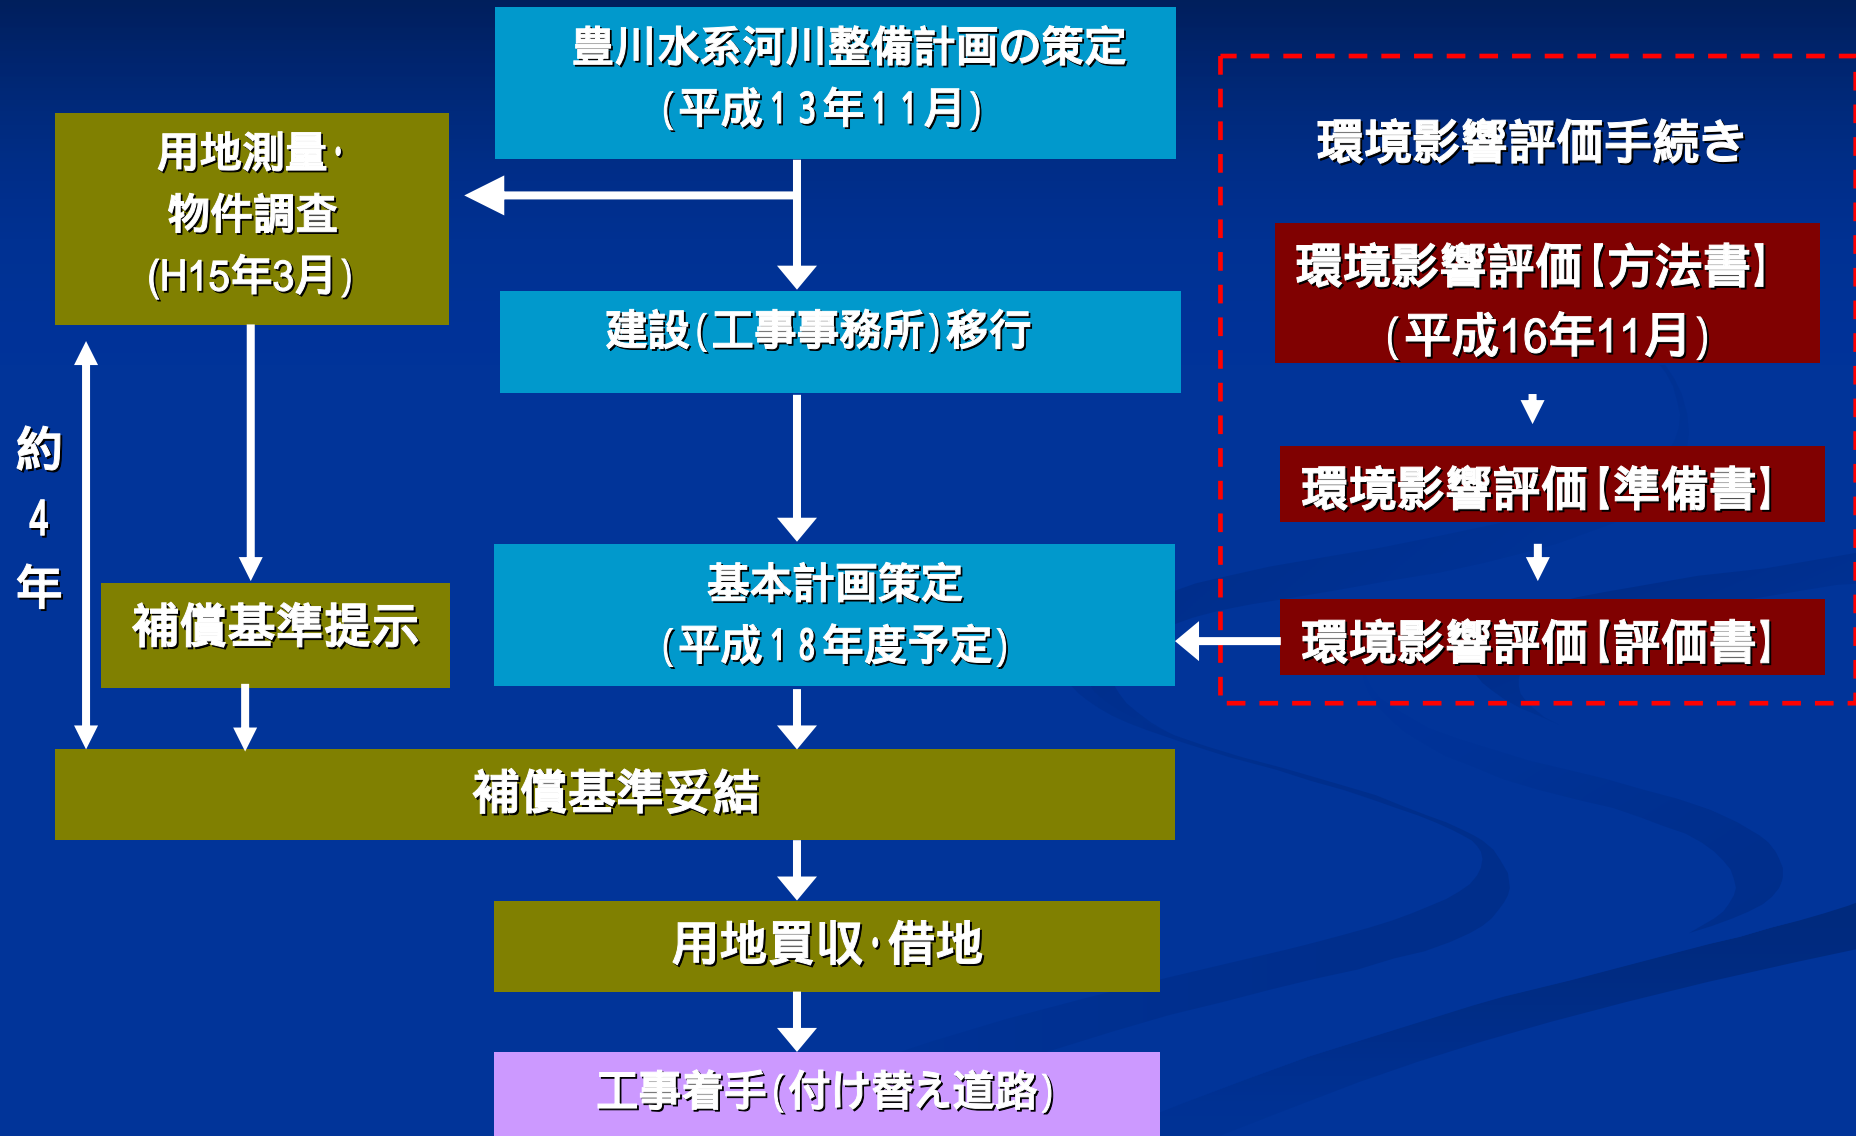 豊川水系河川整備計画の策定
(平成13年11月)
用地測量・
物件調査
(H15年3月)
建設(工事事務所)移行
約
4
年
補償基準提示
基本計画策定
(平成18年度予定)
環境影響評価手続き
環境影響評価【方法書】
(平成16年11月)
環境影響評価【準備書】
環境影響評価【評価書】
補償基準妥結
用地買収・借地
工事着手(付け替え道路)